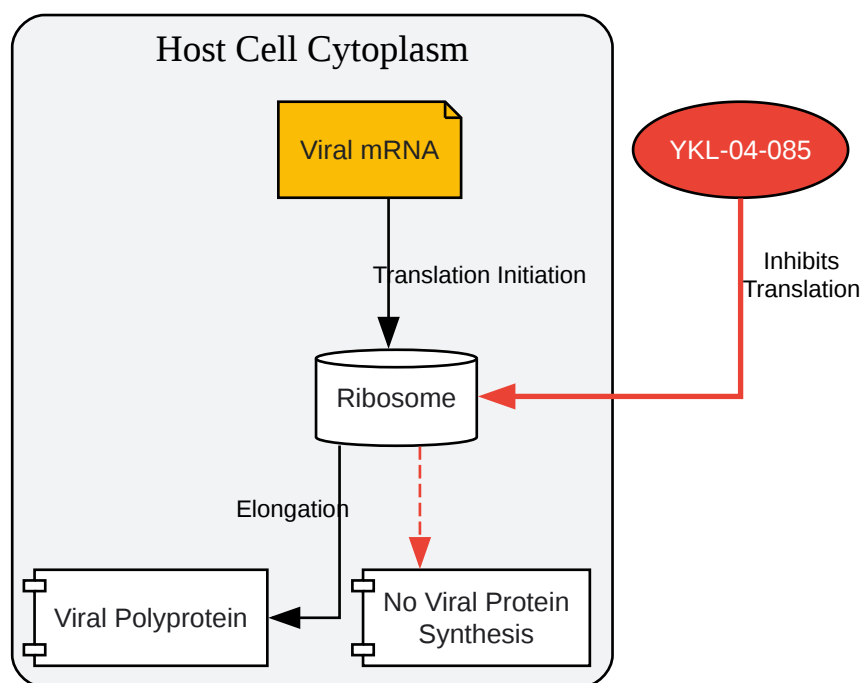 Host Cell Cytoplasm
Viral mRNA
YKL-04-085
Translation Initiation
Inhibits
Translation
Ribosome
Elongation
Viral Polyprotein
No Viral Protein
Synthesis